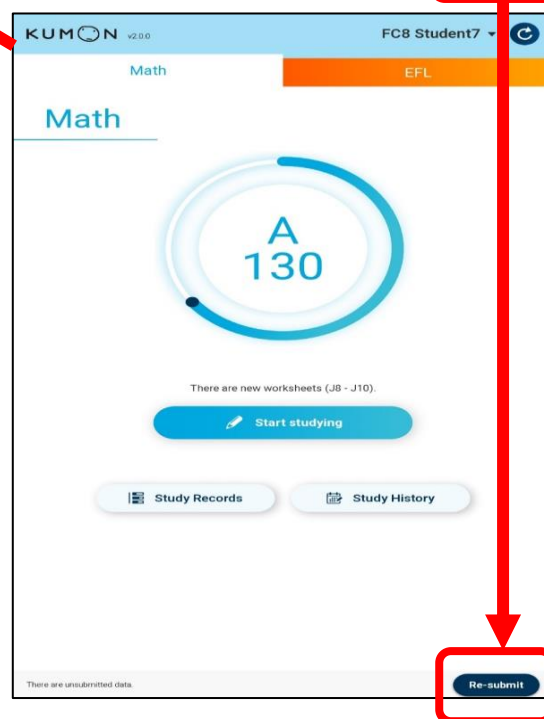 KUMON v2.0.0
FC8 Student7
Math
EFL
Math
A
130
There are new worksheets (J8 - J10).
Start studying
Study Records
Study History
There are unsubmitted data.
Re-submit